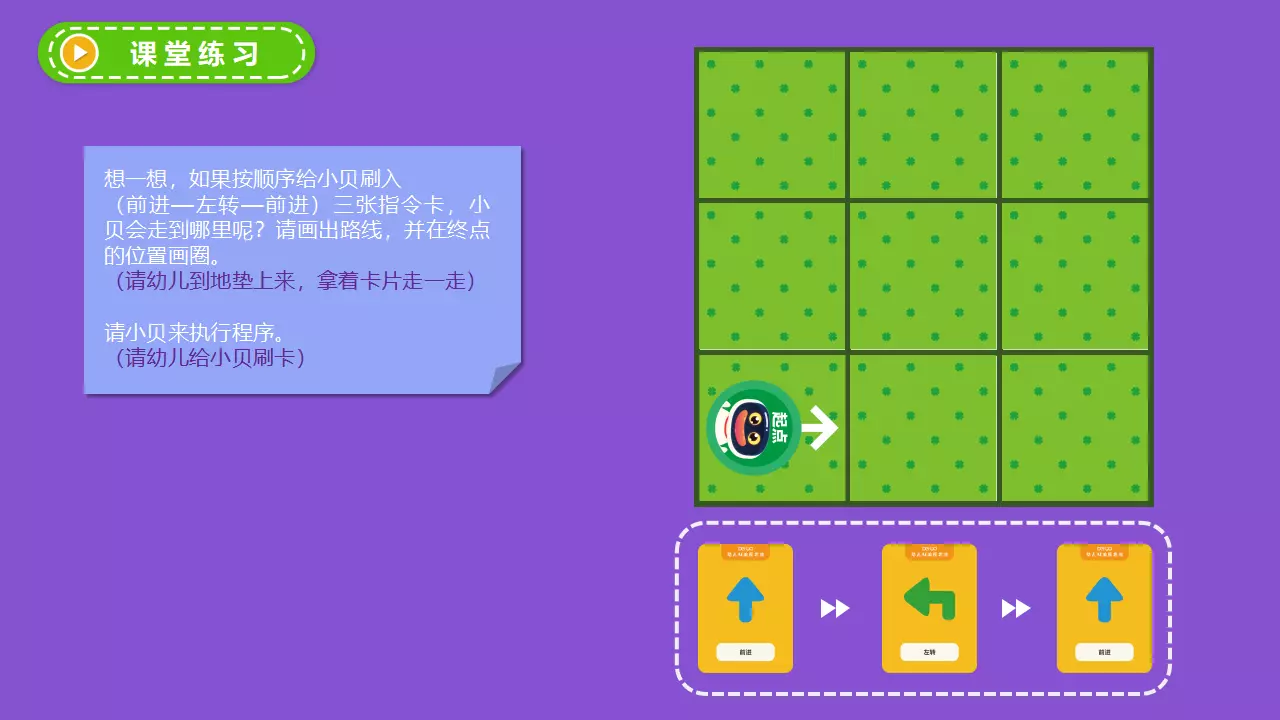 课堂练习
想一想，如果按顺序给小贝刷入
（前进—左转—前进）三张指令卡，小
贝会走到哪里呢？请画出路线，并在终点
的位置画圈。
（请幼儿到地垫上来，拿着卡片走一走）
请小贝来执行程序。
（请幼儿给小贝刷卡）
起点
前进
左转
前进